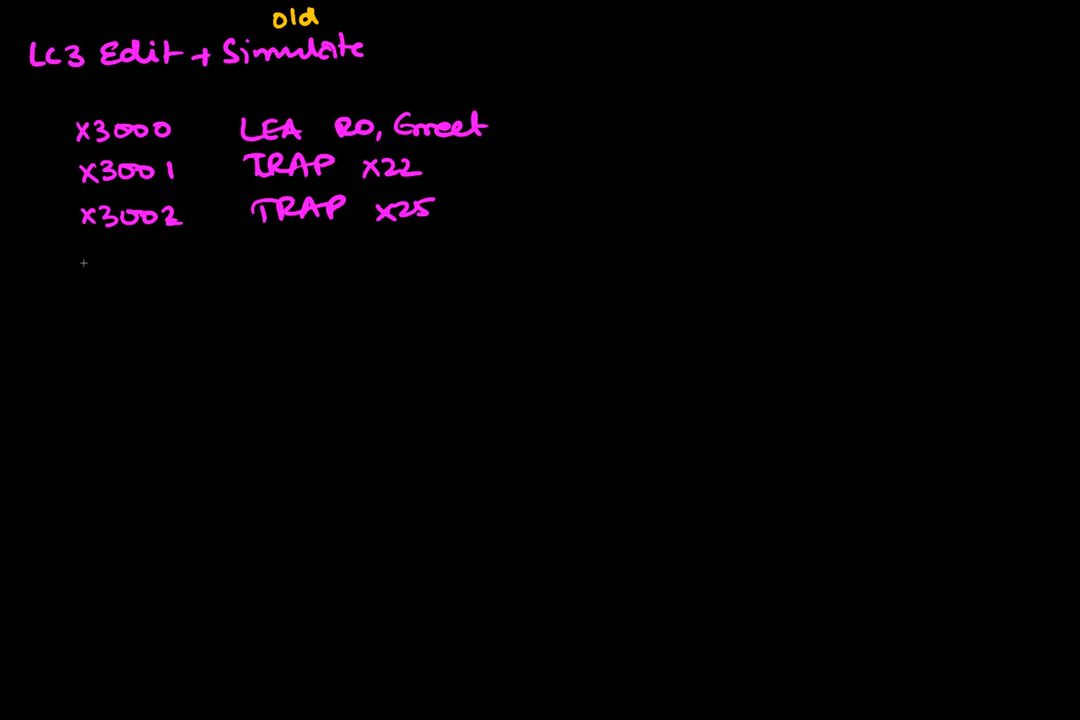 old
LC3 Edit + Simulate
x3000 LEA R0, Greet
x3001 TRAP x22
x3002 TRAP x25